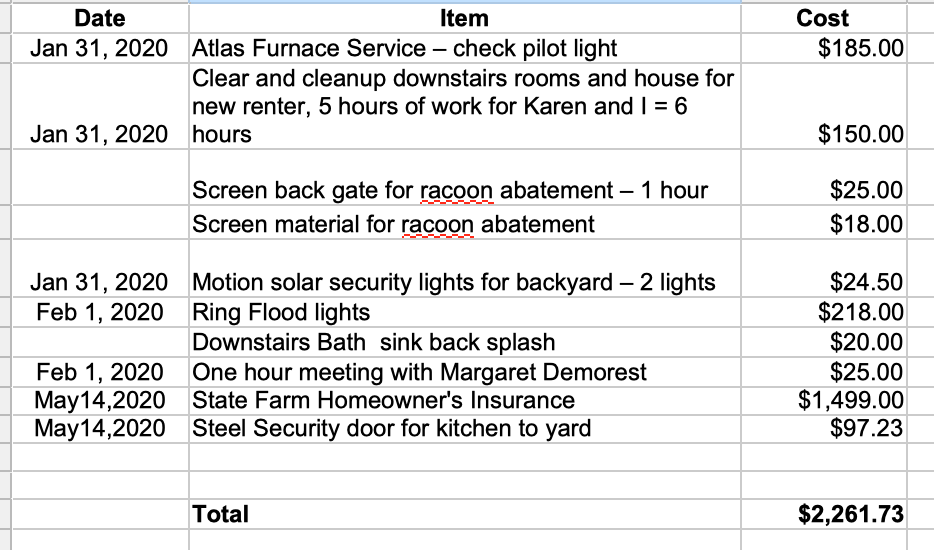 Date Item Cost
Jan 31, 2020 Atlas Furnace Service – check pilot light $185.00
Clear and cleanup downstairs rooms and house for
new renter, 5 hours of work for Karen and I = 6
Jan 31, 2020 hours $150.00
Screen back gate for racoon abatement – 1 hour $25.00
Screen material for racoon abatement $18.00
Jan 31, 2020 Motion solar security lights for backyard – 2 lights $24.50
Feb 1, 2020 Ring Flood lights $218.00
Downstairs Bath  sink back splash $20.00
Feb 1, 2020 One hour meeting with Margaret Demorest $25.00
May14,2020 State Farm Homeowner's Insurance $1,499.00
May14,2020 Steel Security door for kitchen to yard $97.23
Total $2,261.73